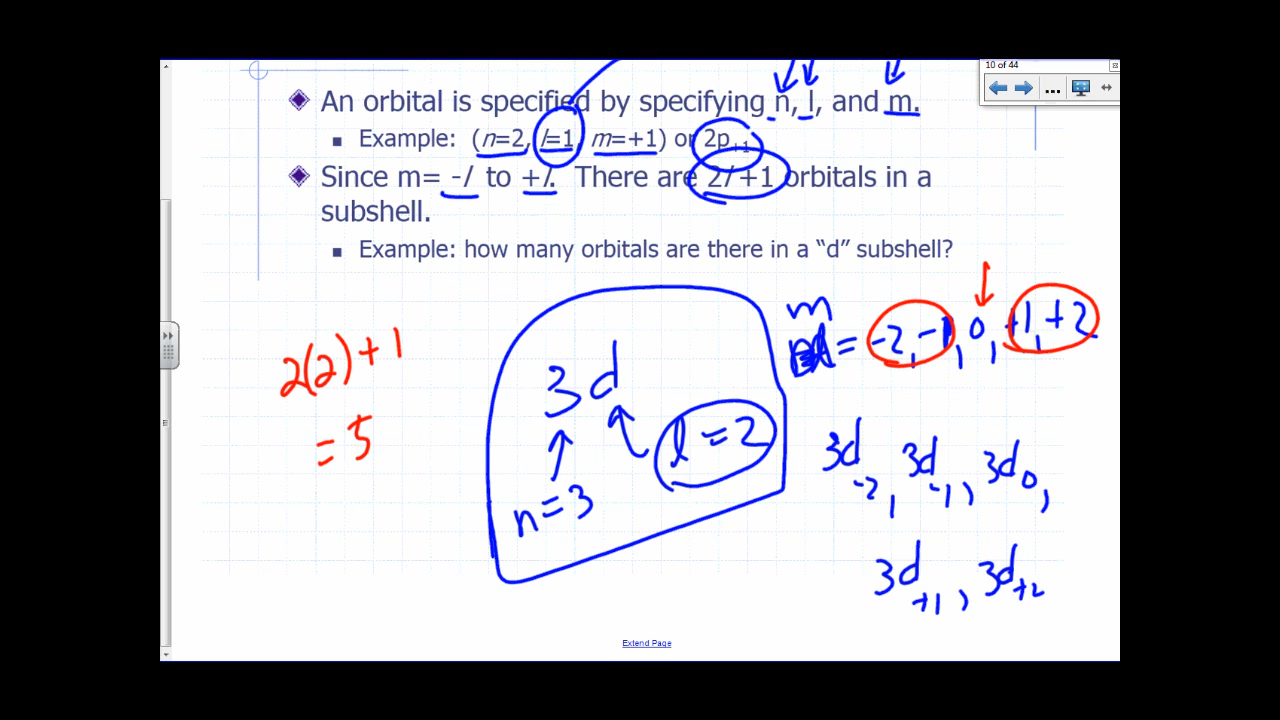 10 of 44
An orbital is specified by specifying n, l, and m.
Example: (n=2, l=1, m=+1) or 2p+1
Since m= -l to +l. There are 2l +1 orbitals in a
subshell.
Example: how many orbitals are there in a “d” subshell?
m
= -2, -1, 0, +1, +2
2(2)+1
= 5
3d
l = 2
n=3
3d-2, 3d-1, 3d0,
3d+1, 3d+2
Extend Page